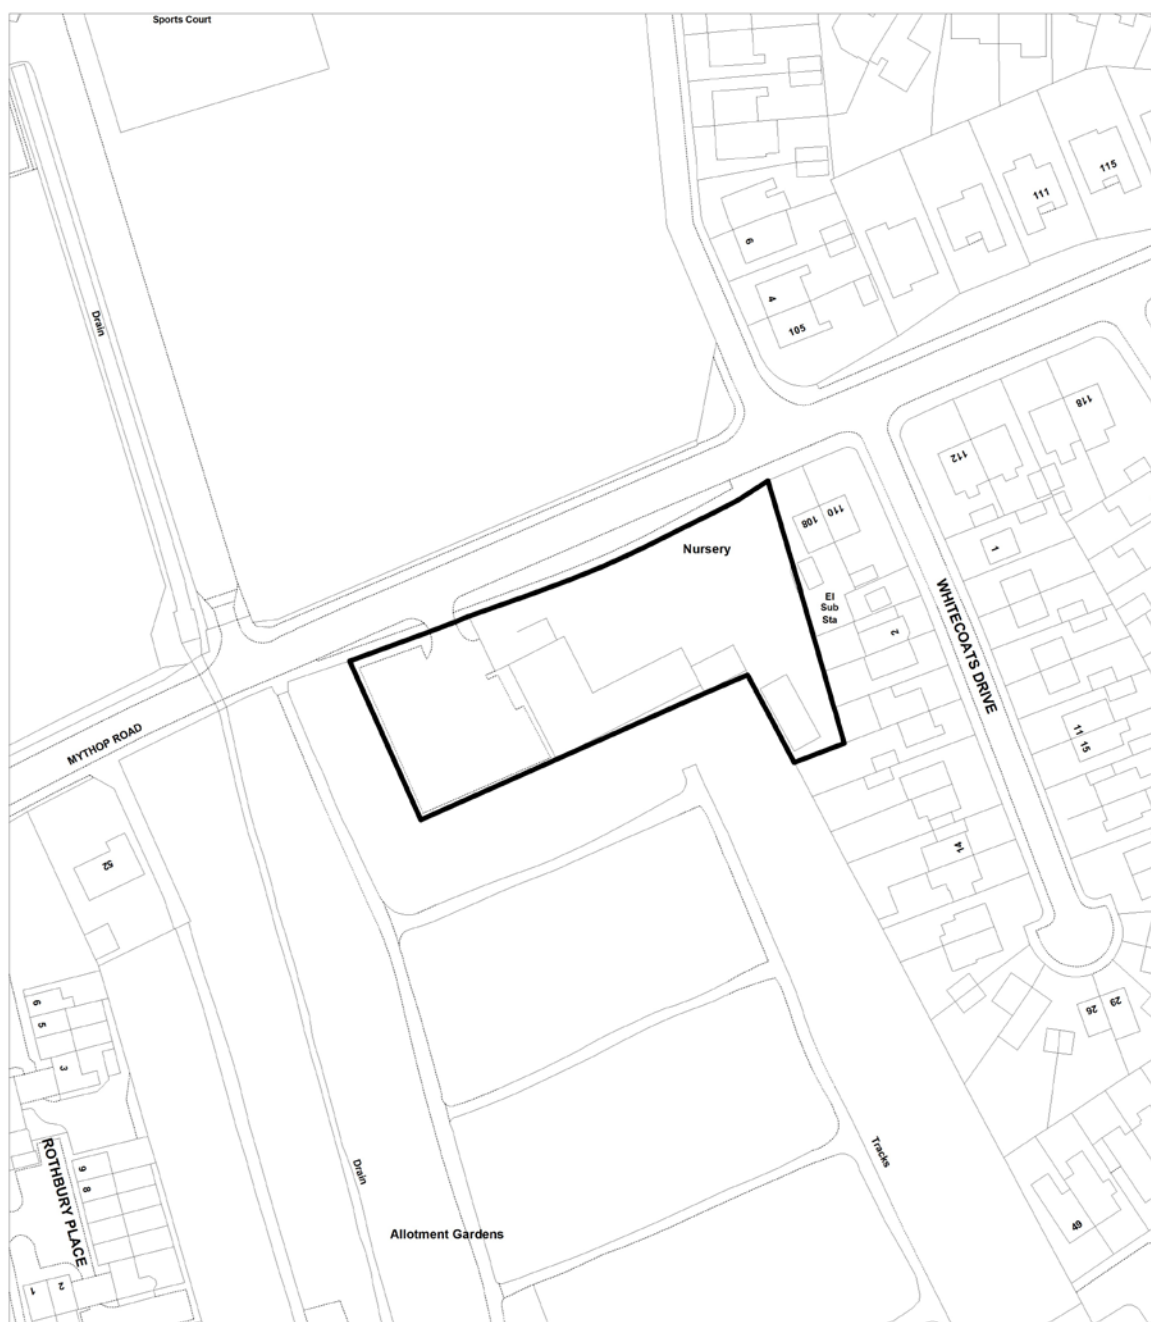 Sports Court
115
111
6
4
105
Drain
118
112
108
110
Nursery
1
El
Sub
Sta
2
WHITECOATS DRIVE
MYTHOP ROAD
11
15
14
52
6
5
3
26
29
Tracks
ROTHBURY PLACE
9
8
Drain
49
Allotment Gardens
1
2